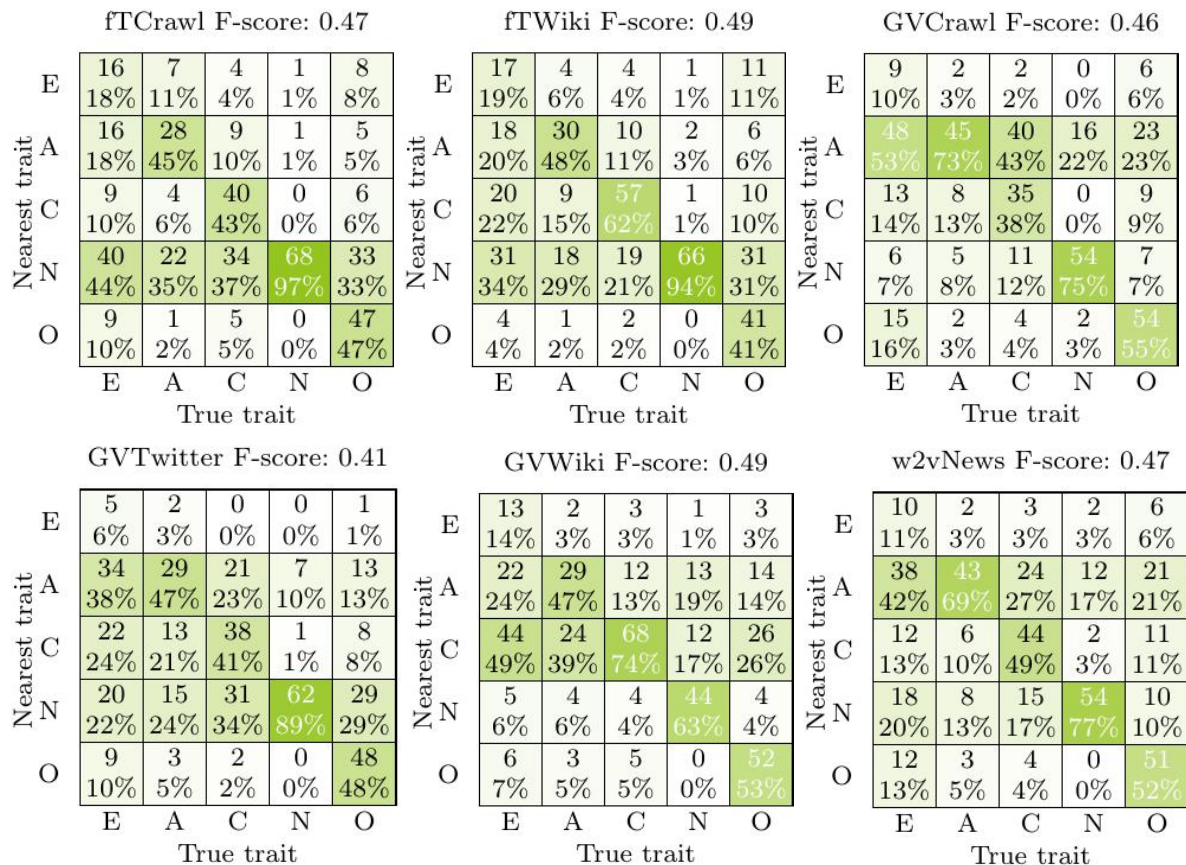 fTCrawl F-score: 0.47
Nearest trait
E 16 7 4 1 8
18% 11% 4% 1% 8%
A 16 28 9 1 5
18% 45% 10% 1% 5%
C 9 4 40 0 6
10% 6% 43% 0% 6%
N 40 22 34 68 33
44% 35% 37% 97% 33%
O 9 1 5 0 47
10% 2% 5% 0% 47%
E A C N O
True trait
fTWiki F-score: 0.49
Nearest trait
E 17 4 4 1 11
19% 6% 4% 1% 11%
A 18 30 10 2 6
20% 48% 11% 3% 6%
C 20 9 57 1 10
22% 15% 62% 1% 10%
N 31 18 19 66 31
34% 29% 21% 94% 31%
O 4 1 2 0 41
4% 2% 2% 0% 41%
E A C N O
True trait
GVCrawl F-score: 0.46
Nearest trait
E 9 2 2 0 6
10% 3% 2% 0% 6%
A 48 45 40 16 23
53% 73% 43% 22% 23%
C 13 8 35 0 9
14% 13% 38% 0% 9%
N 6 5 11 54 7
7% 8% 12% 75% 7%
O 15 2 4 2 54
16% 3% 4% 3% 55%
E A C N O
True trait
GVTwitter F-score: 0.41
Nearest trait
E 5 2 0 0 1
6% 3% 0% 0% 1%
A 34 29 21 7 13
38% 47% 23% 10% 13%
C 22 13 38 1 8
24% 21% 41% 1% 8%
N 20 15 31 62 29
22% 24% 34% 89% 29%
O 9 3 2 0 48
10% 5% 2% 0% 48%
E A C N O
True trait
GVWiki F-score: 0.49
Nearest trait
E 13 2 3 1 3
14% 3% 3% 1% 3%
A 22 29 12 13 14
24% 47% 13% 19% 14%
C 44 24 68 12 26
49% 39% 74% 17% 26%
N 5 4 4 44 4
6% 6% 4% 63% 4%
O 6 3 5 0 52
7% 5% 5% 0% 53%
E A C N O
True trait
w2vNews F-score: 0.47
Nearest trait
E 10 2 3 2 6
11% 3% 3% 3% 6%
A 38 43 24 12 21
42% 69% 27% 17% 21%
C 12 6 44 2 11
13% 10% 49% 3% 11%
N 18 8 15 54 10
20% 13% 17% 77% 10%
O 12 3 4 0 51
13% 5% 4% 0% 52%
E A C N O
True trait